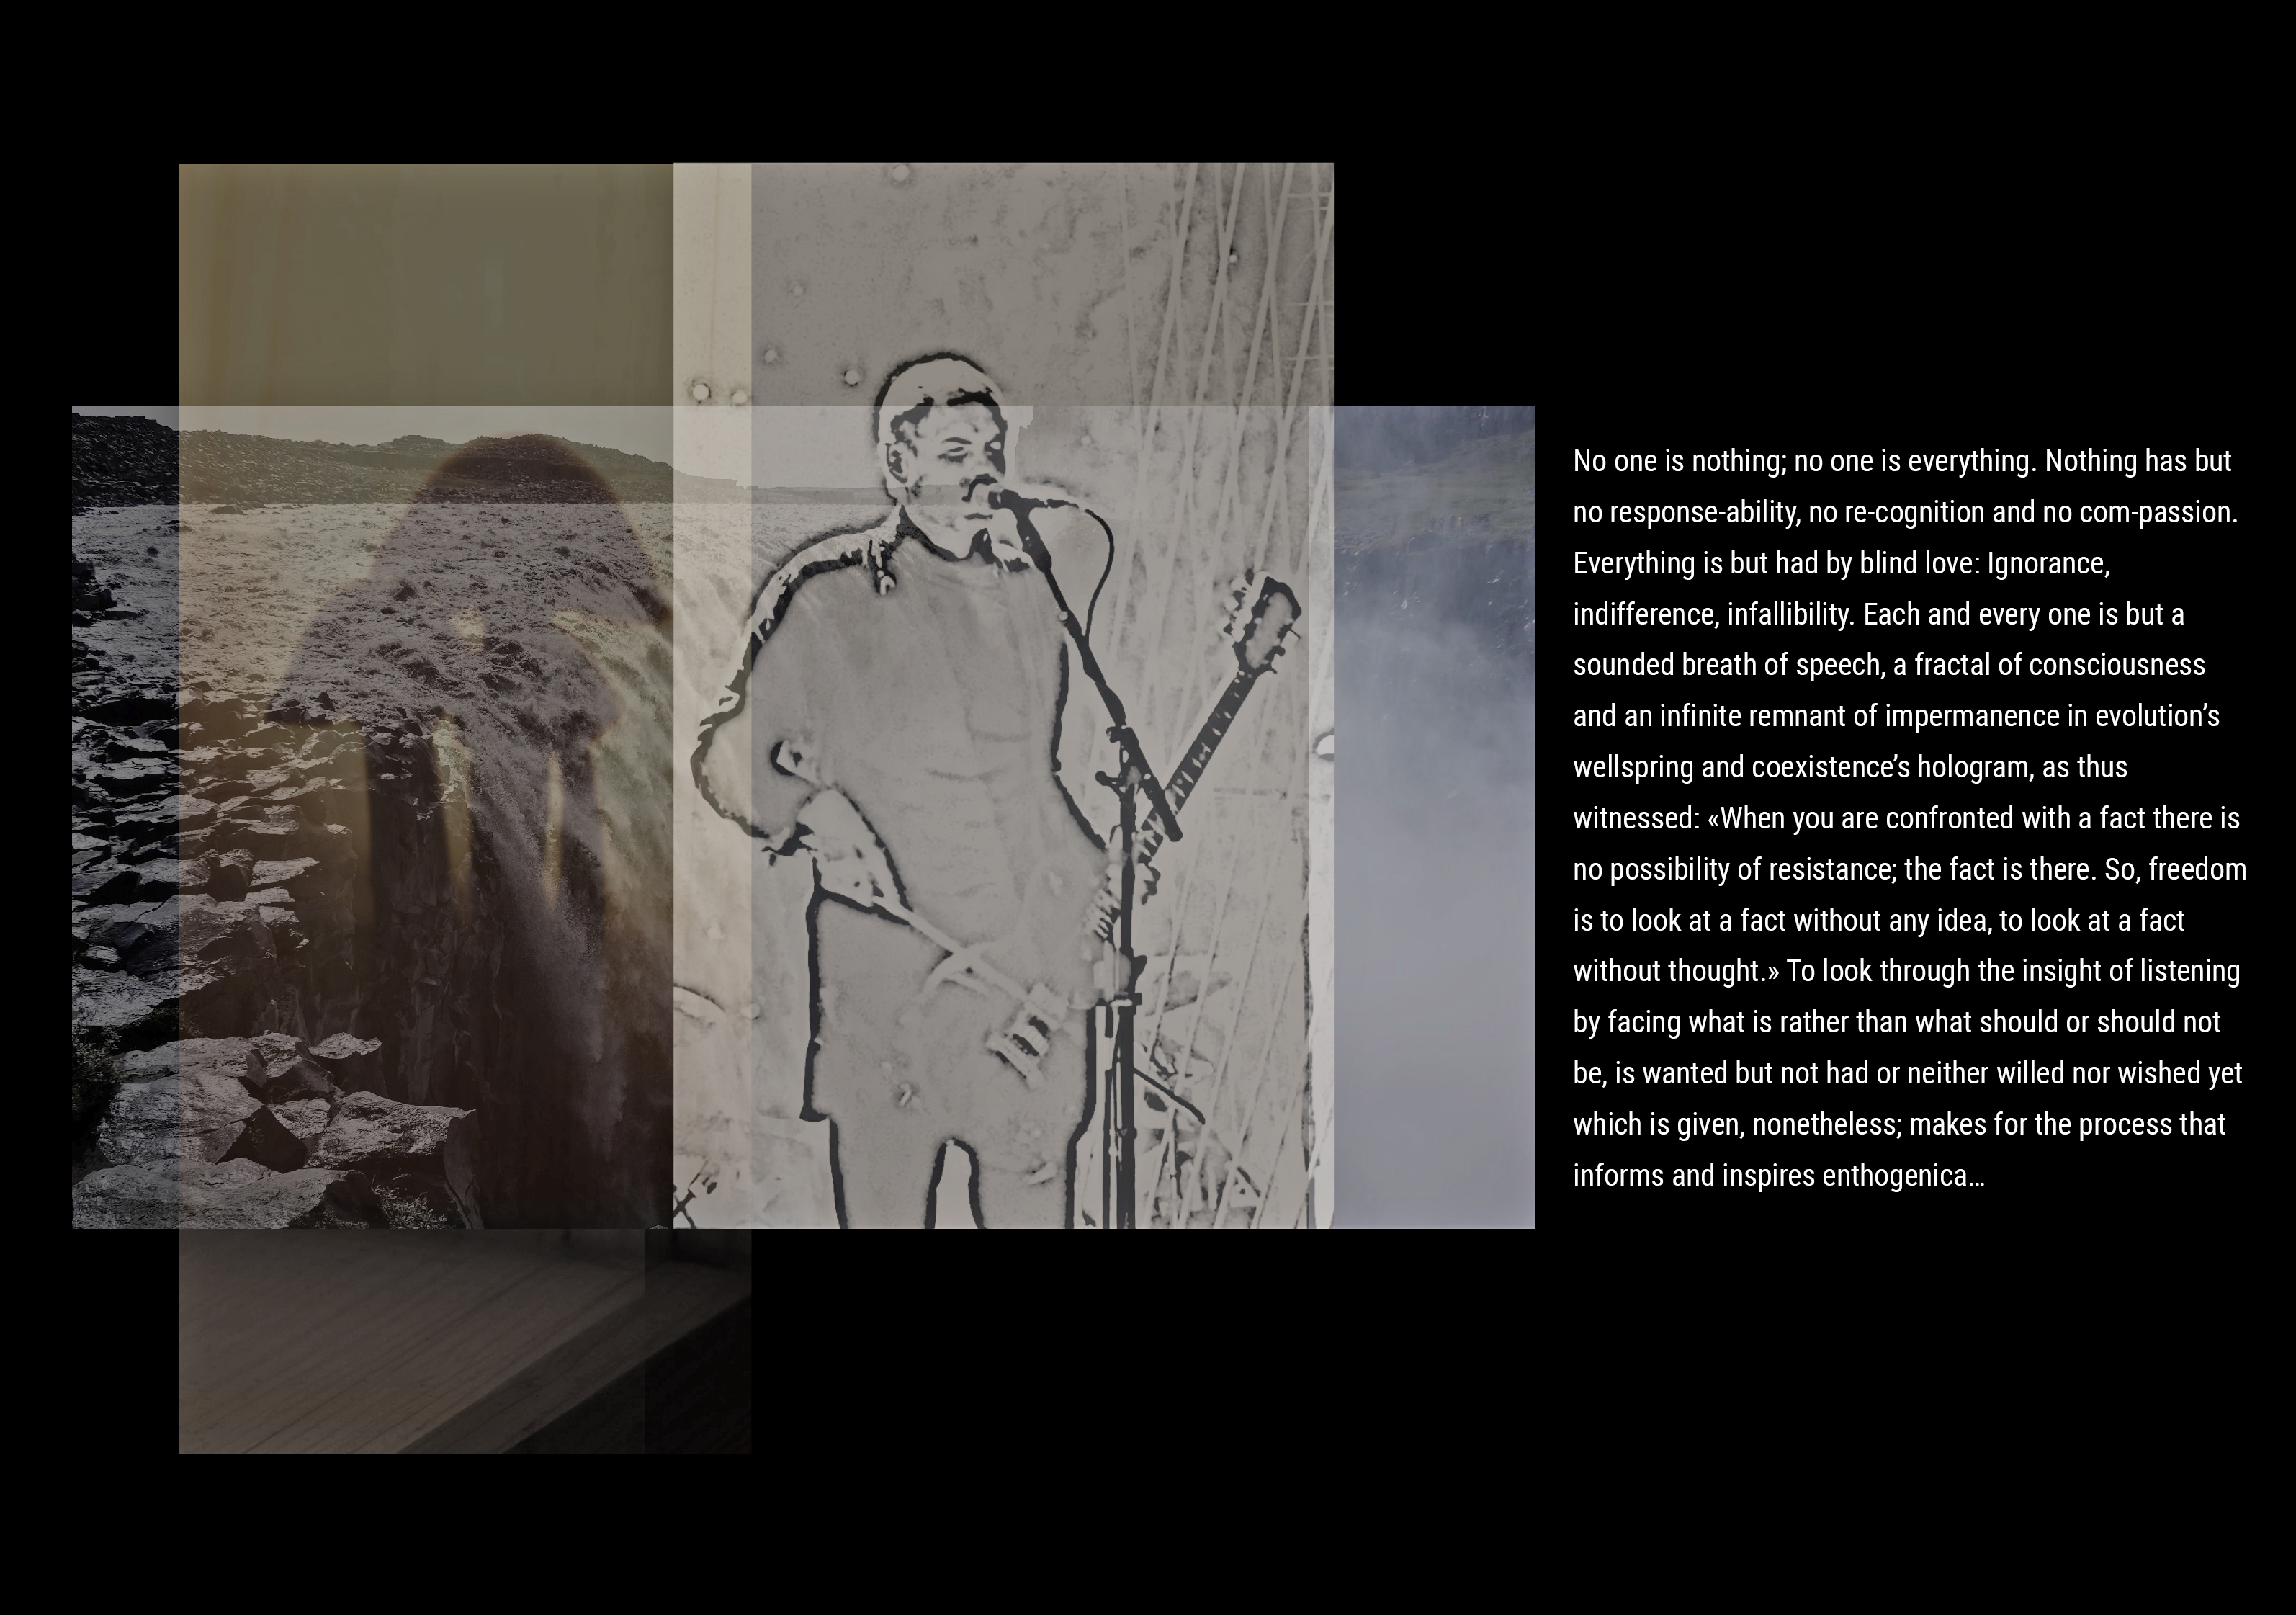 No one is nothing; no one is everything. Nothing has but
no response-ability, no re-cognition and no com-passion.
Everything is but had by blind love: Ignorance,
indifference, infallibility. Each and every one is but a
sounded breath of speech, a fractal of consciousness
and an infinite remnant of impermanence in evolution’s
wellspring and coexistence’s hologram, as thus
witnessed: «When you are confronted with a fact there is
no possibility of resistance; the fact is there. So, freedom
is to look at a fact without any idea, to look at a fact
without thought.» To look through the insight of listening
by facing what is rather than what should or should not
be, is wanted but not had or neither willed nor wished yet
which is given, nonetheless; makes for the process that
informs and inspires enthogenica…